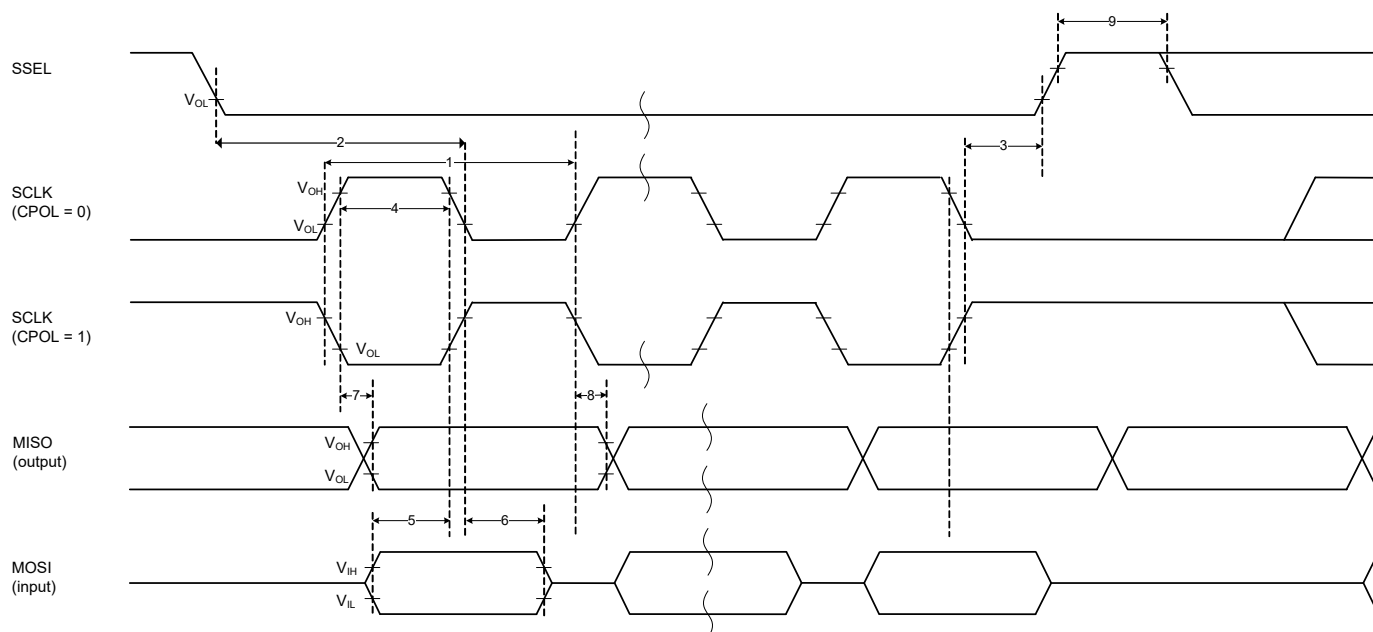 9
SSEL
VOL
2
3
1
SCLK
(CPOL = 0)
VOH
4
VOL
SCLK
(CPOL = 1)
VOH
VOL
7
8
MISO
(output)
VOH
VOL
5
6
MOSI
(input)
VIH
VIL